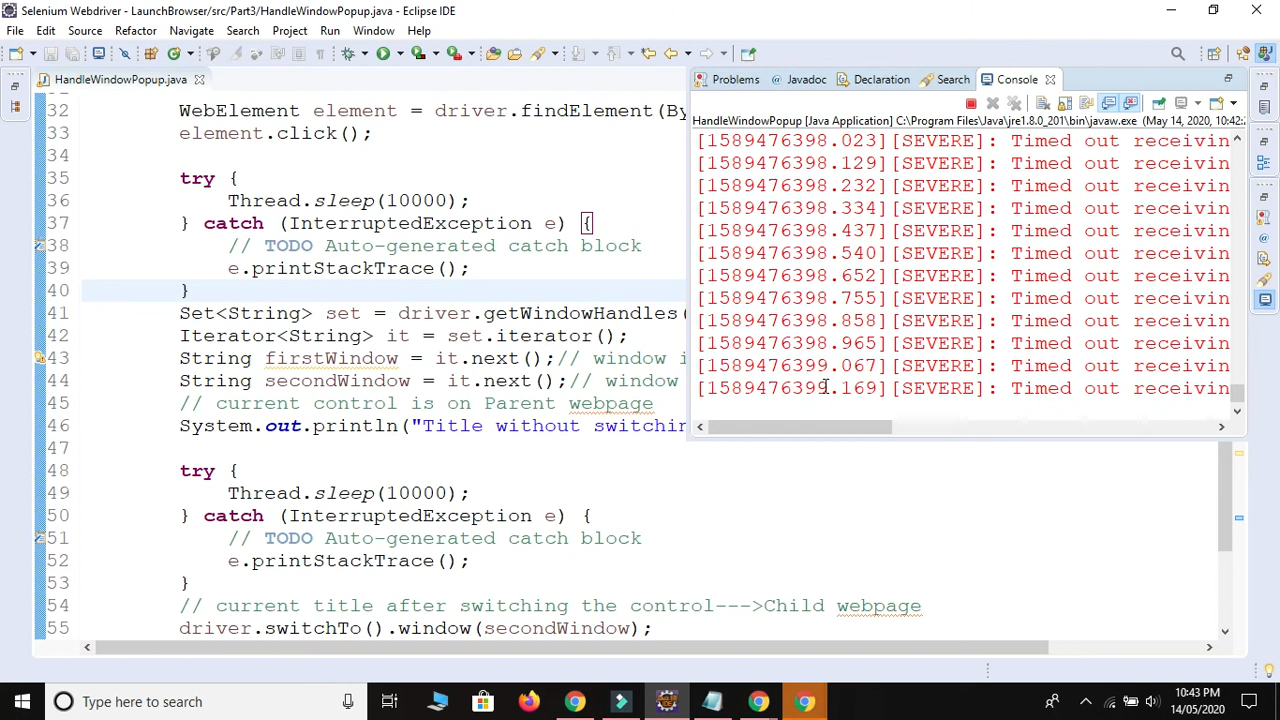 Selenium Webdriver - LaunchBrowser/src/Part3/HandleWindowPopup.java - Eclipse IDE
File Edit Source Refactor Navigate Search Project Run Window Help
HandleWindowPopup.java
32 WebElement element = driver.findElement(By
33 element.click();
34
35 try {
36 Thread.sleep(10000);
37 } catch (InterruptedException e) {
38 // TODO Auto-generated catch block
39 e.printStackTrace();
40 }
41 Set<String> set = driver.getWindowHandles(
42 Iterator<String> it = set.iterator();
43 String firstWindow = it.next();// window i
44 String secondWindow = it.next();// window
45 // current control is on Parent webpage
46 System.out.println("Title without switchin
47
48 try {
49 Thread.sleep(10000);
50 } catch (InterruptedException e) {
51 // TODO Auto-generated catch block
52 e.printStackTrace();
53 }
54 // current title after switching the control--->Child webpage
55 driver.switchTo().window(secondWindow);
Problems Javadoc Declaration Search Console
HandleWindowPopup [Java Application] C:\Program Files\Java\jre1.8.0_201\bin\javaw.exe (May 14, 2020, 10:42:2
[1589476398.023][SEVERE]: Timed out receivin
[1589476398.129][SEVERE]: Timed out receivin
[1589476398.232][SEVERE]: Timed out receivin
[1589476398.334][SEVERE]: Timed out receivin
[1589476398.437][SEVERE]: Timed out receivin
[1589476398.540][SEVERE]: Timed out receivin
[1589476398.652][SEVERE]: Timed out receivin
[1589476398.755][SEVERE]: Timed out receivin
[1589476398.858][SEVERE]: Timed out receivin
[1589476398.965][SEVERE]: Timed out receivin
[1589476399.067][SEVERE]: Timed out receivin
[1589476399.169][SEVERE]: Timed out receivin
Type here to search
10:43 PM
14/05/2020